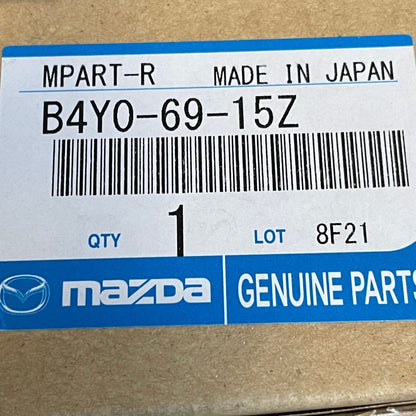 MPART-R MADE IN JAPAN
B4Y0-69-15Z
QTY 1 LOT 8F21
mazda GENUINE PARTS